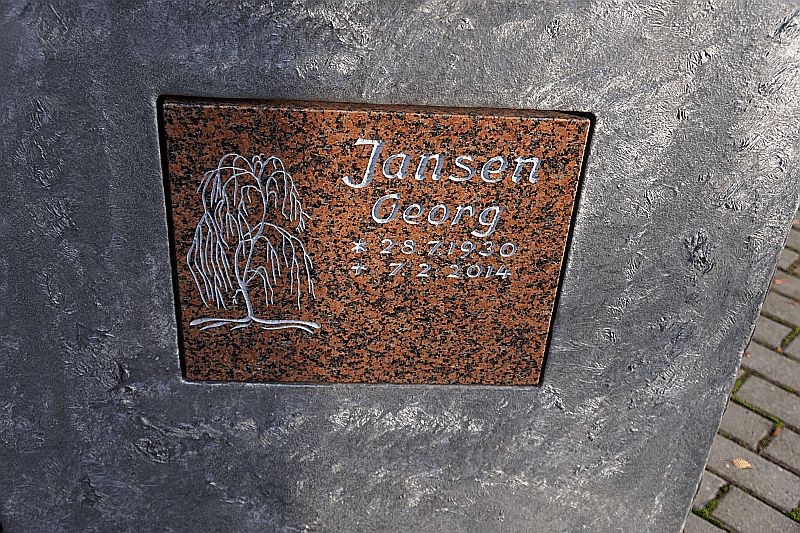 Jansen
Georg
* 28.7.1930
+ 7.2.2014